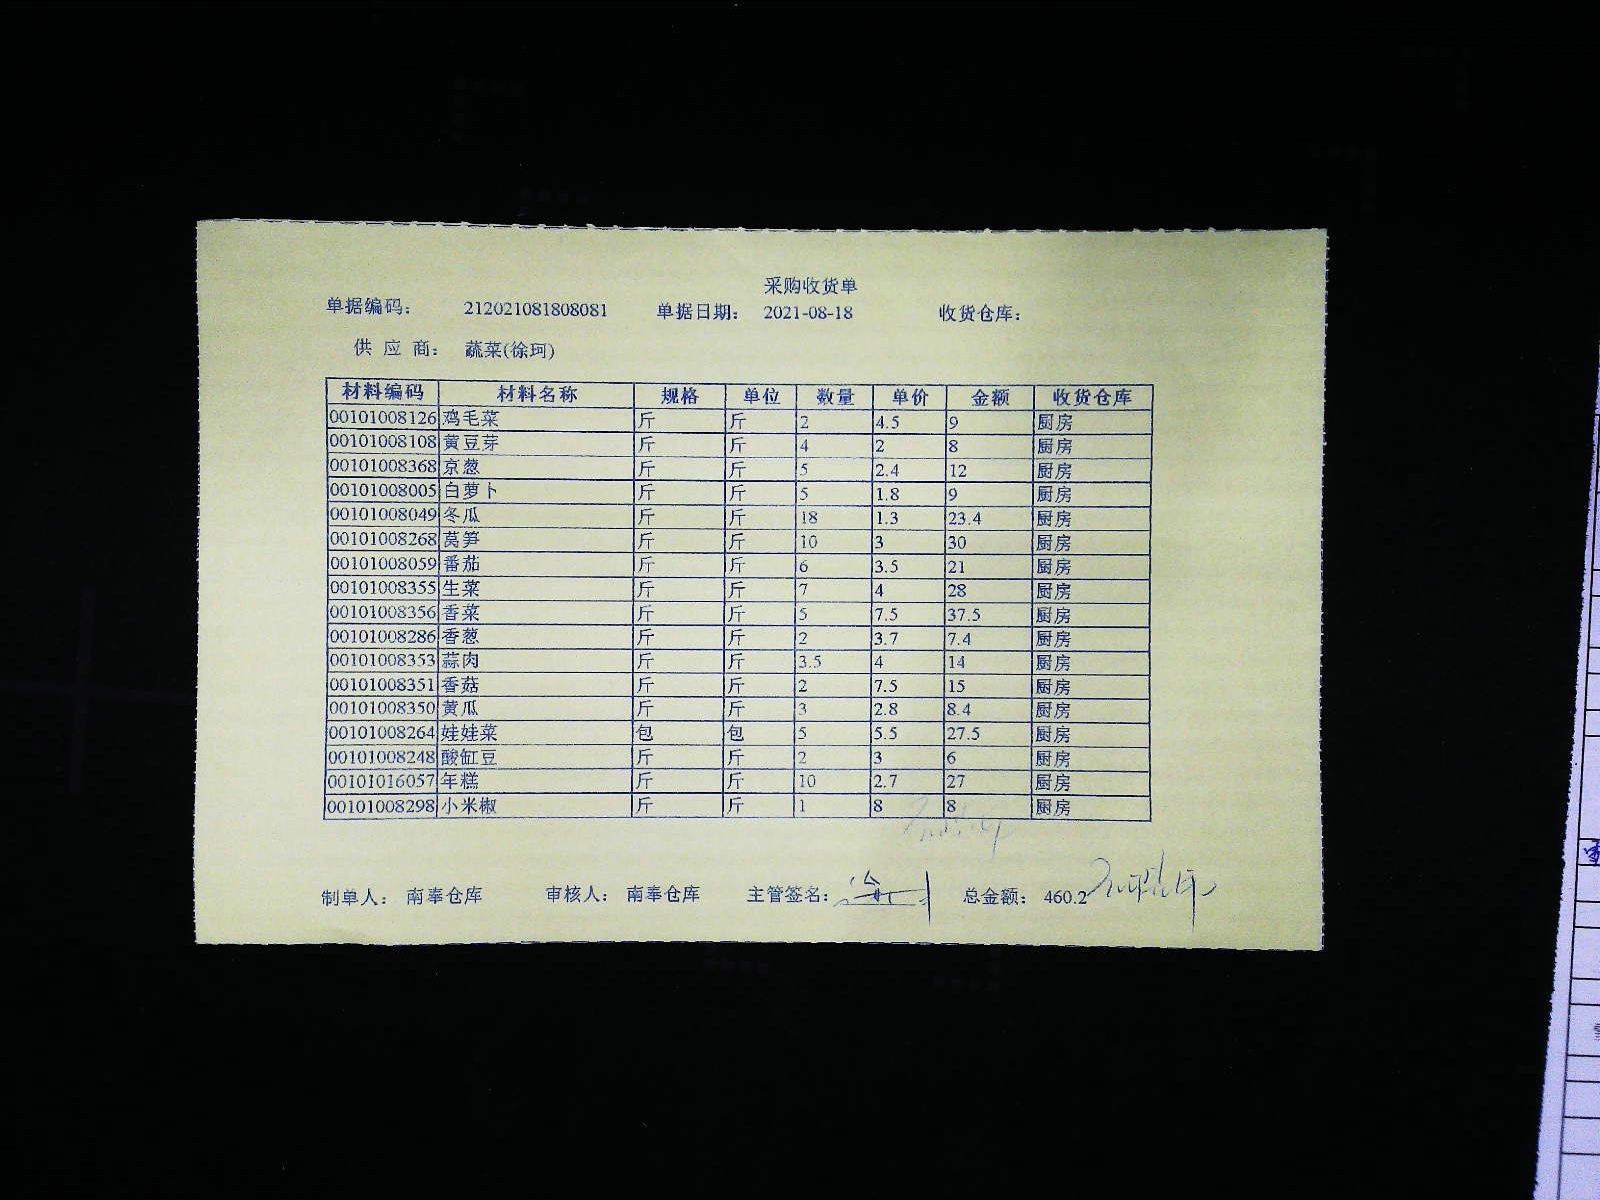 采购收货单
单据编码： 212021081808081 单据日期： 2021-08-18 收货仓库：
供 应 商： 蔬菜(徐珂)
材料编码 材料名称 规格 单位 数量 单价 金额 收货仓库
00101008126 鸡毛菜 斤 斤 2 4.5 9 厨房
00101008108 黄豆芽 斤 斤 4 2 8 厨房
00101008368 京葱 斤 斤 5 2.4 12 厨房
00101008005 白萝卜 斤 斤 5 1.8 9 厨房
00101008049 冬瓜 斤 斤 18 1.3 23.4 厨房
00101008268 莴笋 斤 斤 10 3 30 厨房
00101008059 番茄 斤 斤 6 3.5 21 厨房
00101008355 生菜 斤 斤 7 4 28 厨房
00101008356 香菜 斤 斤 5 7.5 37.5 厨房
00101008286 香葱 斤 斤 2 3.7 7.4 厨房
00101008353 蒜肉 斤 斤 3.5 4 14 厨房
00101008351 香菇 斤 斤 2 7.5 15 厨房
00101008350 黄瓜 斤 斤 3 2.8 8.4 厨房
00101008264 娃娃菜 包 包 5 5.5 27.5 厨房
00101008248 酸缸豆 斤 斤 2 3 6 厨房
00101016057 年糕 斤 斤 10 2.7 27 厨房
00101008298 小米椒 斤 斤 1 8 8 厨房
制单人： 南奉仓库 审核人： 南奉仓库 主管签名： 总金额： 460.2